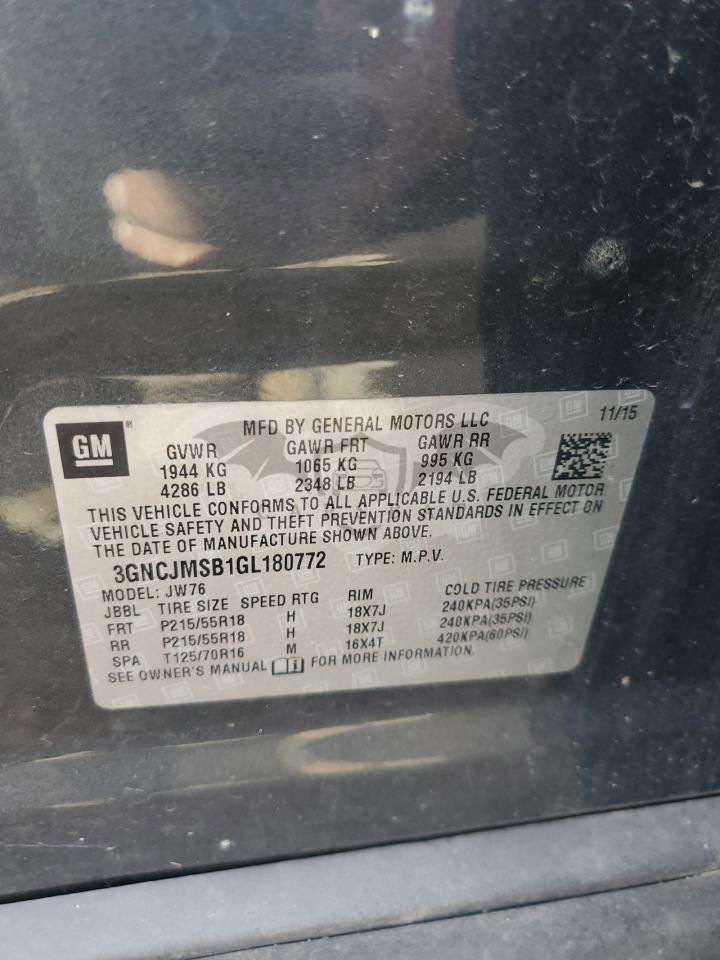 GM®
MFD BY GENERAL MOTORS LLC 11/15
GVWR GAWR FRT GAWR RR
1944 KG 1065 KG 995 KG
4286 LB 2348 LB 2194 LB
THIS VEHICLE CONFORMS TO ALL APPLICABLE U.S. FEDERAL MOTOR
VEHICLE SAFETY AND THEFT PREVENTION STANDARDS IN EFFECT ON
THE DATE OF MANUFACTURE SHOWN ABOVE.
3GNCJMSB1GL180772 TYPE: M.P.V.
MODEL: JW76
JBBL TIRE SIZE SPEED RTG RIM COLD TIRE PRESSURE
FRT P215/55R18 H 18X7J 240KPA(35PSI)
RR P215/55R18 H 18X7J 240KPA(35PSI)
SPA T125/70R16 M 16X4T 420KPA(60PSI)
SEE OWNER'S MANUAL FOR MORE INFORMATION.